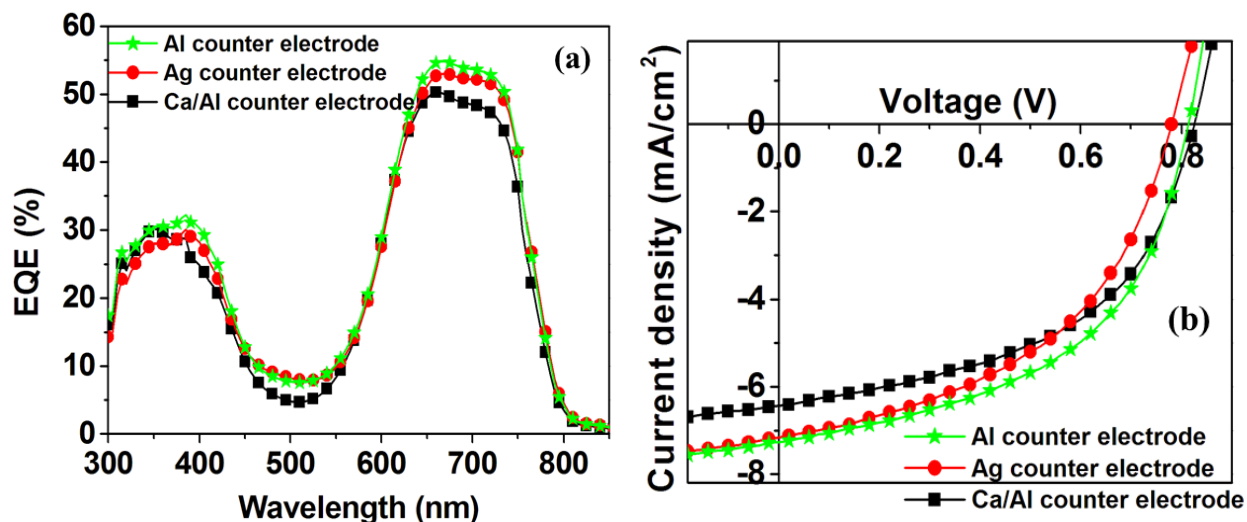 60
50
40
30
20
10
0
EQE (%)
Al counter electrode
Ag counter electrode
Ca/Al counter electrode
(a)
300 400 500 600 700 800
Wavelength (nm)
Voltage (V)
0
-2
-4
-6
-8
Current density (mA/cm²)
0,0 0,2 0,4 0,6 0,8
(b)
Al counter electrode
Ag counter electrode
Ca/Al counter electrode